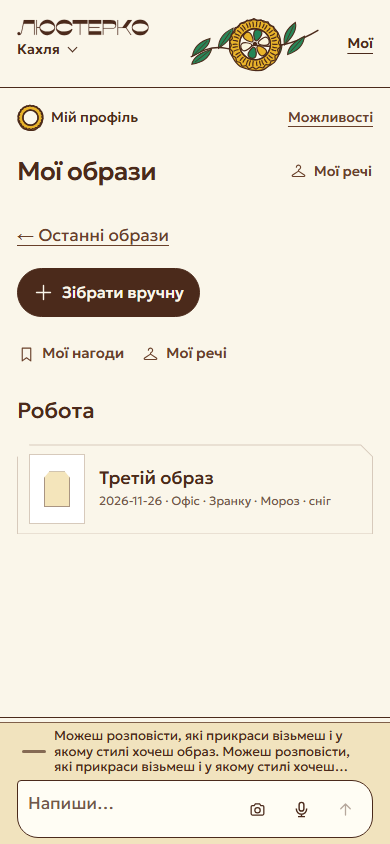 ЛЮСТЕРКО
Кахля
Мої
Мій профіль
Можливості
Мої образи
Мої речі
← Останні образи
Зібрати вручну
Мої нагоди
Мої речі
Робота
Третій образ
2026-11-26 · Офіс · Зранку · Мороз · сніг
Можеш розповісти, які прикраси візьмеш і у
якому стилі хочеш образ. Можеш розповісти,
які прикраси візьмеш і у якому стилі хочеш...
Напиши...